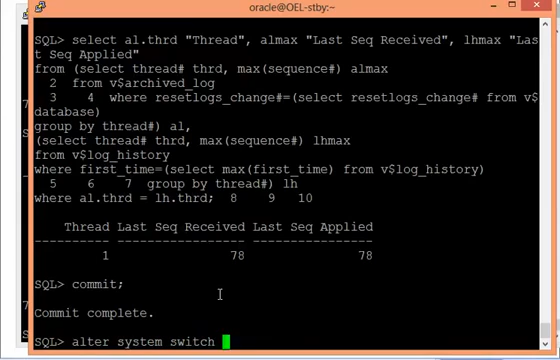 oracle@OEL-stby:~
SQL> select al.thrd "Thread", almax "Last Seq Received", lhmax "Las
t Seq Applied"
from (select thread# thrd, max(sequence#) almax
  2  from v$archived_log
  3    4  where resetlogs_change#=(select resetlogs_change# from v$
database)
group by thread#) al,
(select thread# thrd, max(sequence#) lhmax
from v$log_history
where first_time=(select max(first_time) from v$log_history)
  5    6    7  group by thread#) lh
where al.thrd = lh.thrd;  8    9   10
Thread Last Seq Received Last Seq Applied
---------- ----------------- ----------------
1 78 78
SQL> commit;
Commit complete.
SQL> alter system switch